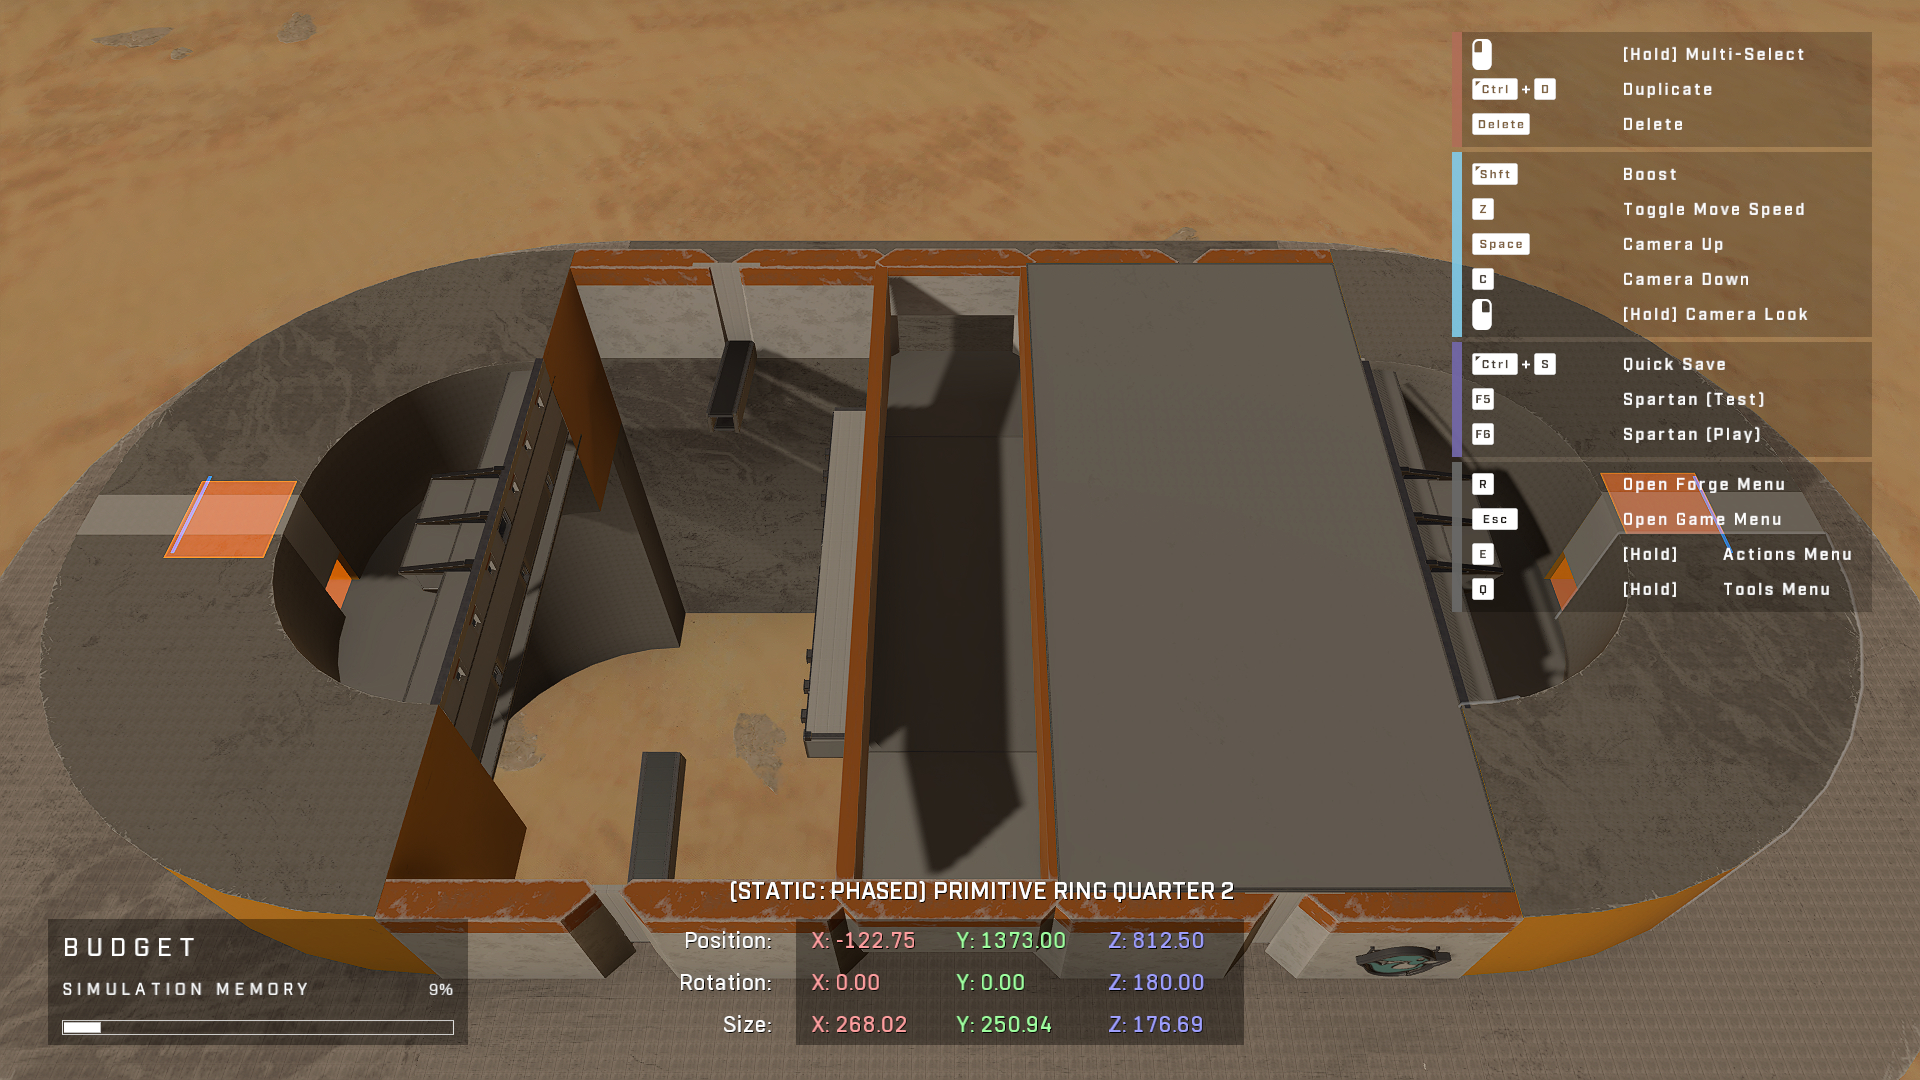 [Hold] Multi-Select
Ctrl + D Duplicate
Delete Delete
Shft Boost
Z Toggle Move Speed
Space Camera Up
C Camera Down
[Hold] Camera Look
Ctrl + S Quick Save
F5 Spartan (Test)
F6 Spartan (Play)
R Open Forge Menu
Esc Open Game Menu
E [Hold] Actions Menu
Q [Hold] Tools Menu
(STATIC : PHASED) PRIMITIVE RING QUARTER 2
Position: X: -122.75 Y: 1373.00 Z: 812.50
Rotation: X: 0.00 Y: 0.00 Z: 180.00
Size: X: 268.02 Y: 250.94 Z: 176.69
BUDGET
SIMULATION MEMORY 9%